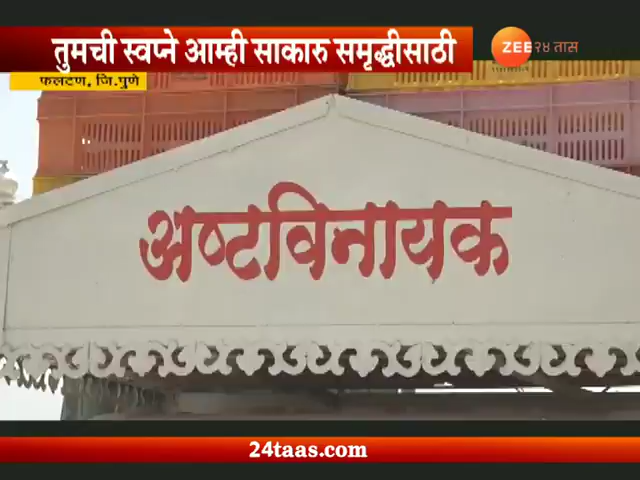 तुमची स्वप्ने आम्ही साकारु समृद्धीसाठी
ZEE २४ तास
फलटण, जि.पुणे
अष्टविनायक
24taas.com